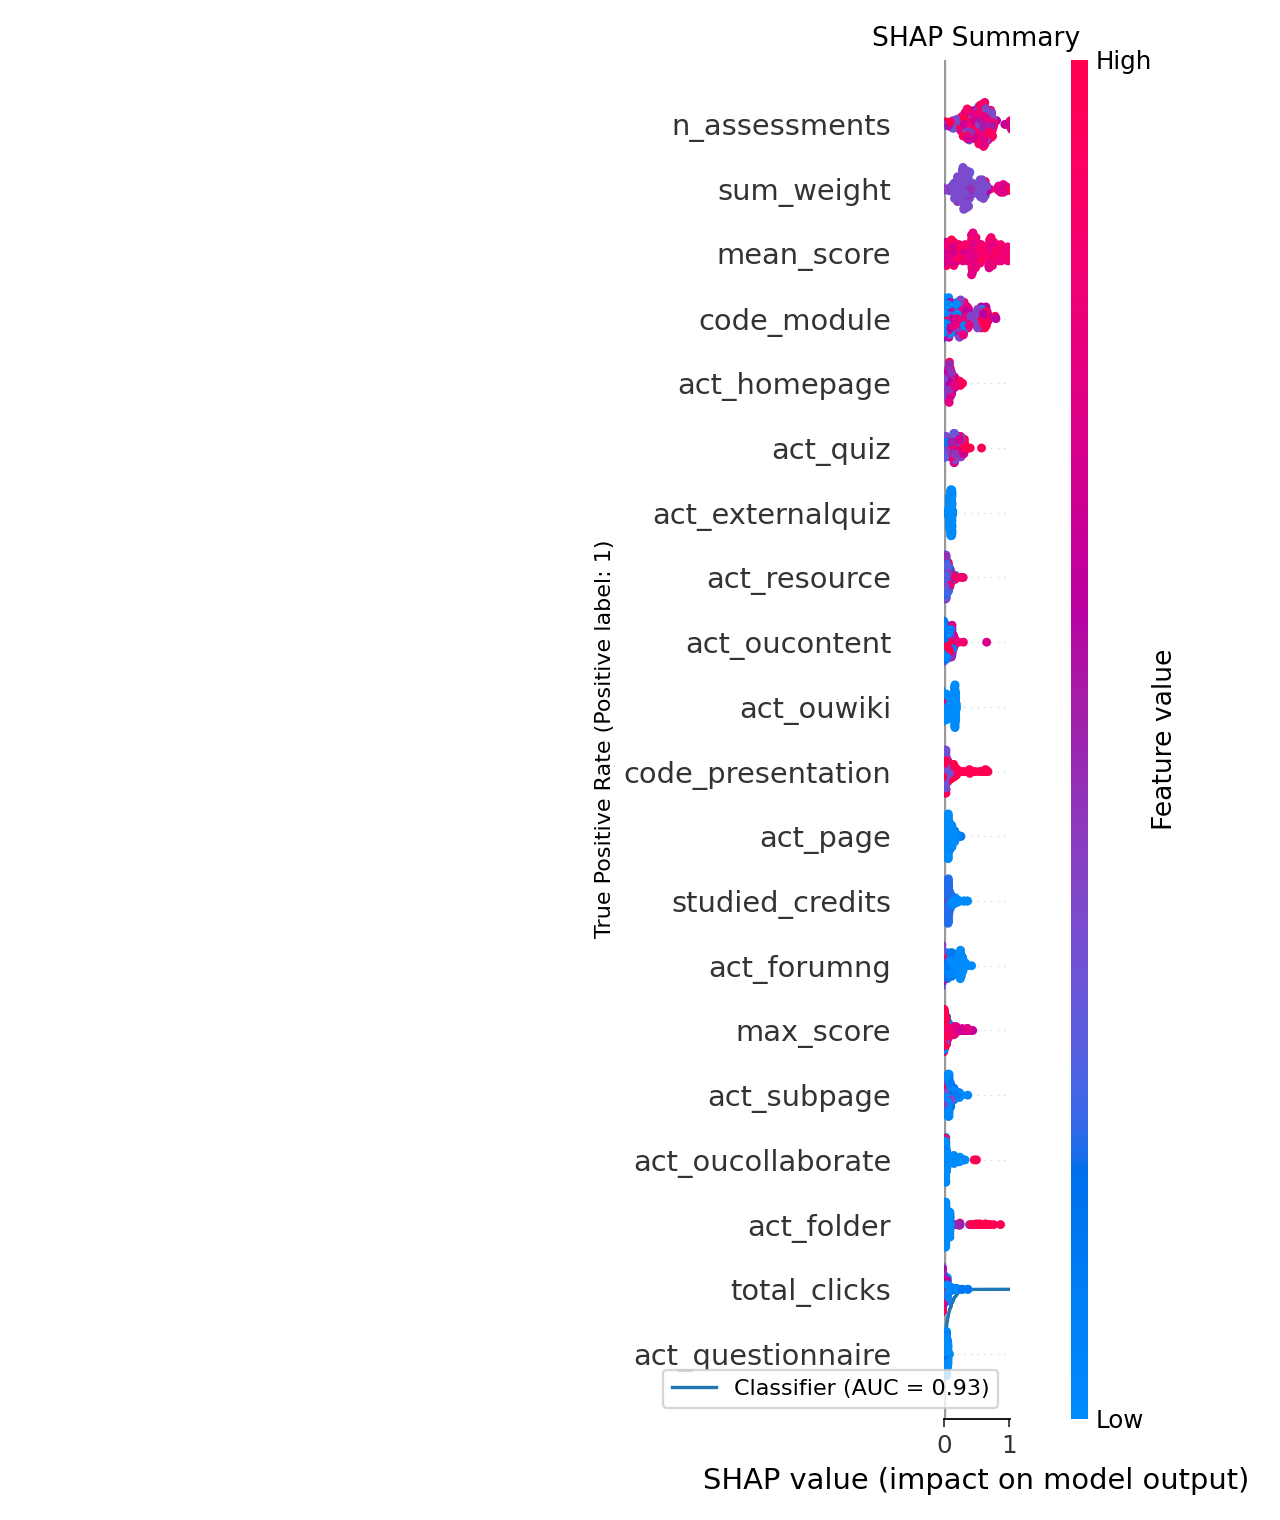 SHAP Summary
High
n_assessments
sum_weight
mean_score
code_module
act_homepage
act_quiz
act_externalquiz
act_resource
act_oucontent
act_ouwiki
code_presentation
act_page
studied_credits
act_forumng
max_score
act_subpage
act_oucollaborate
act_folder
total_clicks
act_questionnaire
True Positive Rate (Positive label: 1)
Feature value
Classifier (AUC = 0.93)
Low
0 1
SHAP value (impact on model output)